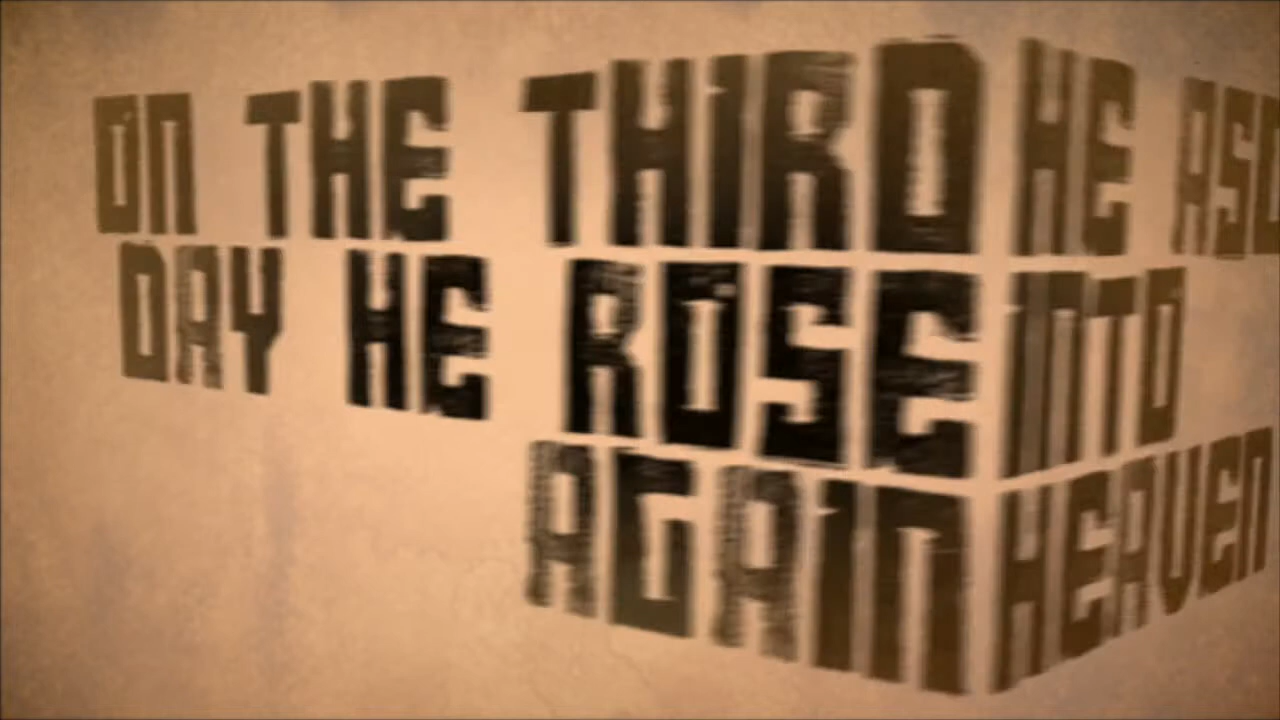 ON THE THIRD
DAY HE ROSE
AGAIN
HE
INTO
HEAVEN